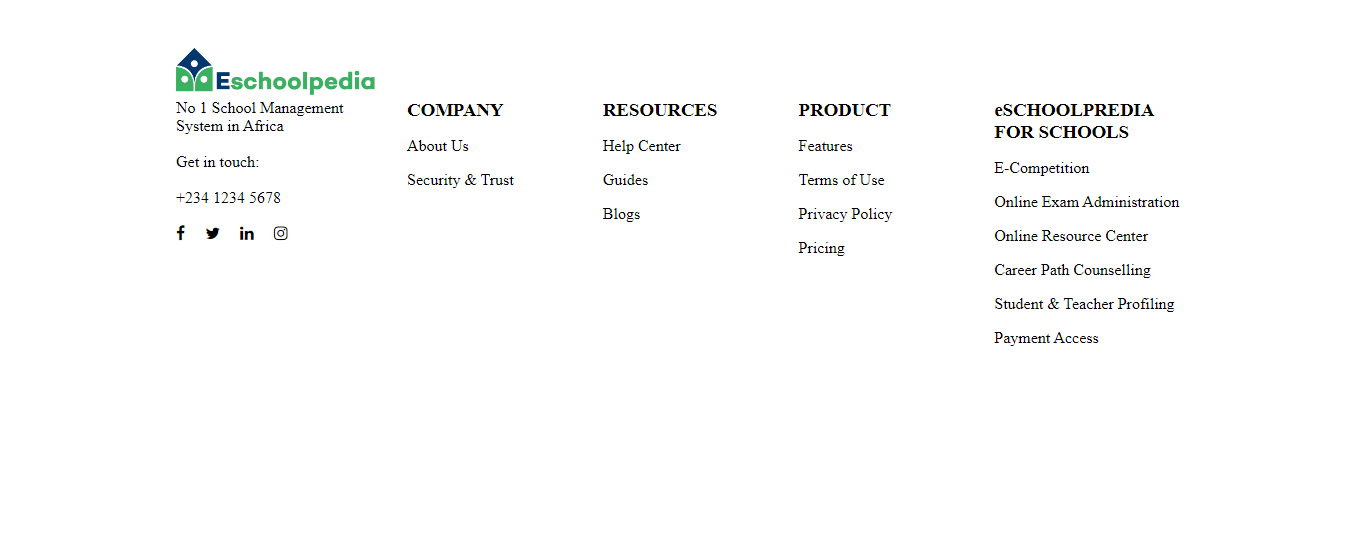 Eschoolpedia
No 1 School Management
System in Africa
Get in touch:
+234 1234 5678
COMPANY
About Us
Security & Trust
RESOURCES
Help Center
Guides
Blogs
PRODUCT
Features
Terms of Use
Privacy Policy
Pricing
eSCHOOLPREDIA
FOR SCHOOLS
E-Competition
Online Exam Administration
Online Resource Center
Career Path Counselling
Student & Teacher Profiling
Payment Access